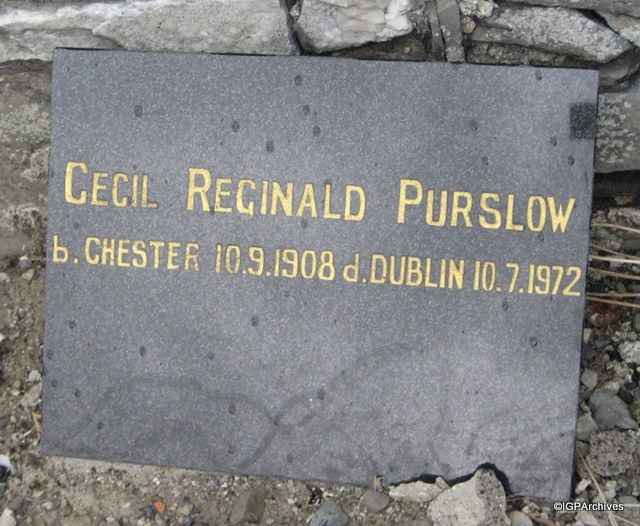 CECIL REGINALD PURSLOW
b. CHESTER 10.9.1908 d. DUBLIN 10.7.1972
©IGPArchives